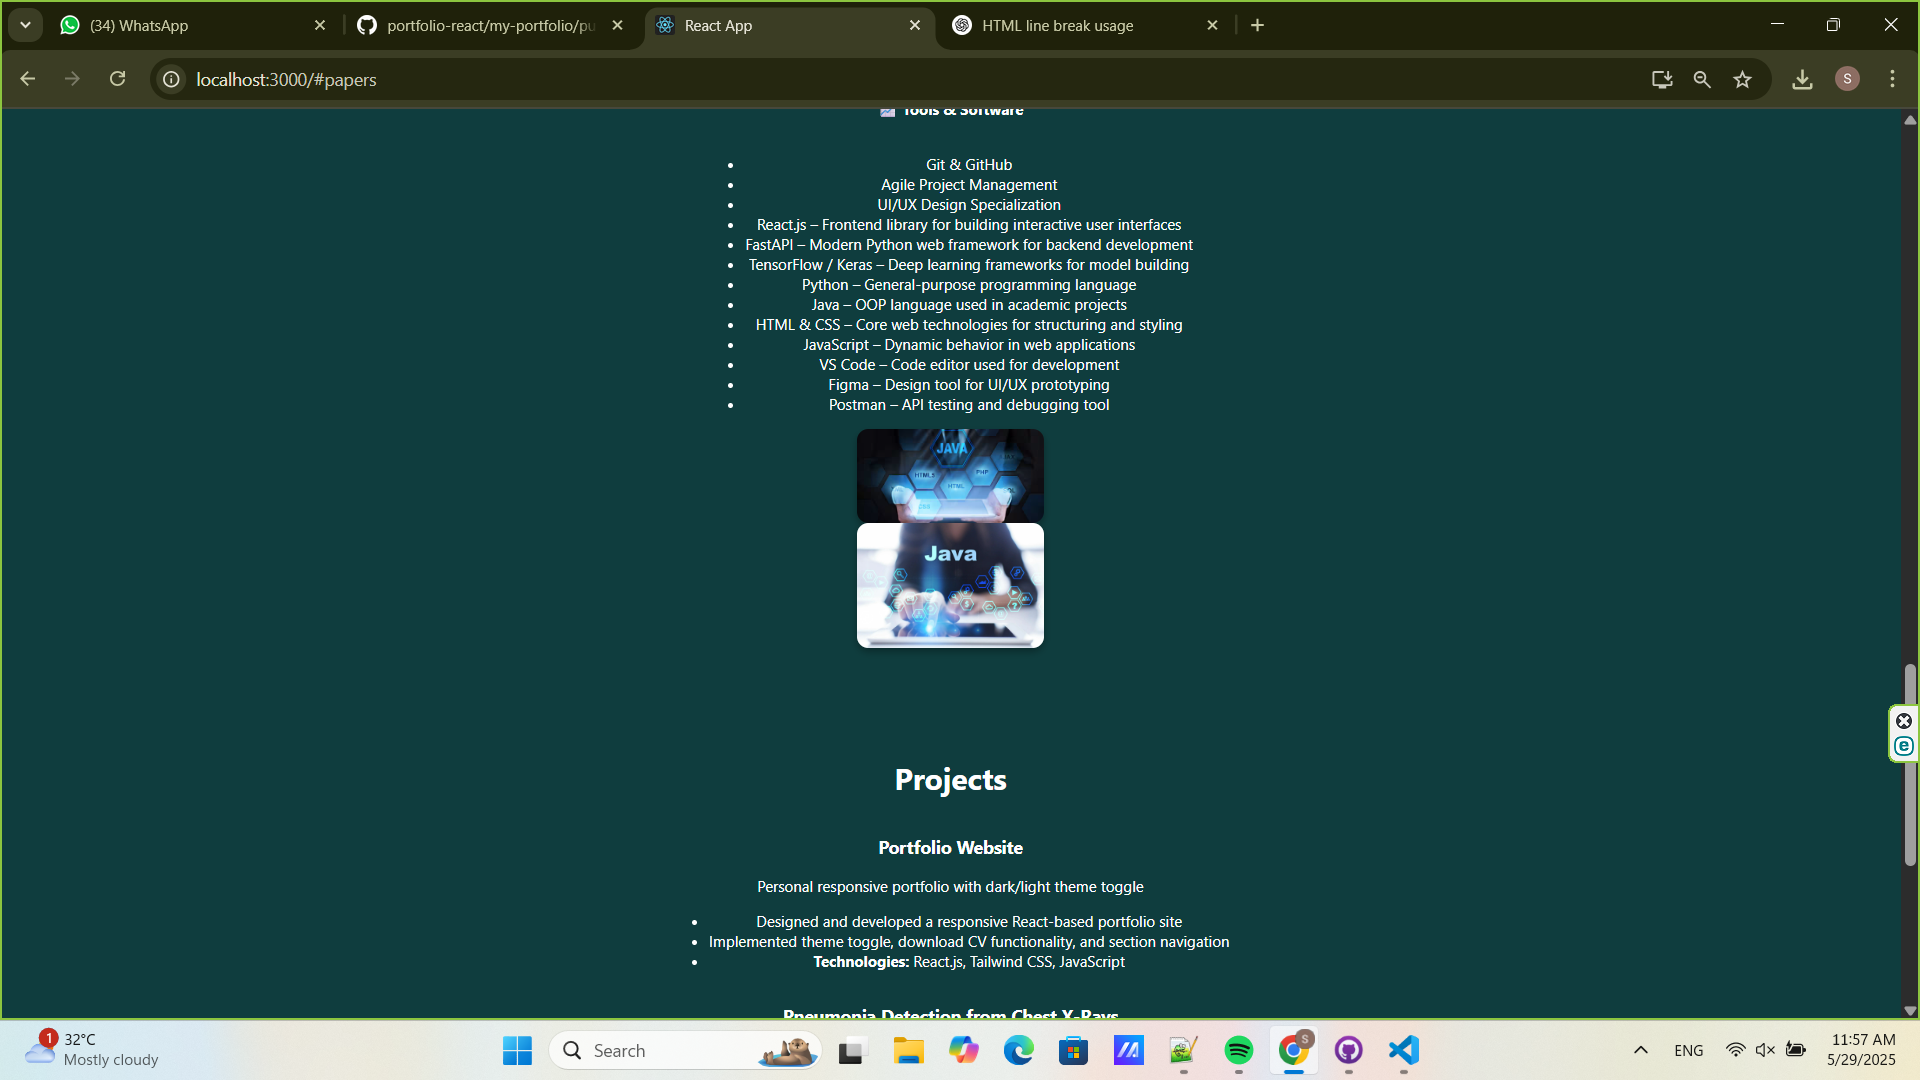 (34) WhatsApp
portfolio-react/my-portfolio/pu
React App
HTML line break usage
localhost:3000/#papers
S
Tools & Software
Git & GitHub
Agile Project Management
UI/UX Design Specialization
React.js – Frontend library for building interactive user interfaces
FastAPI – Modern Python web framework for backend development
TensorFlow / Keras – Deep learning frameworks for model building
Python – General-purpose programming language
Java – OOP language used in academic projects
HTML & CSS – Core web technologies for structuring and styling
JavaScript – Dynamic behavior in web applications
VS Code – Code editor used for development
Figma – Design tool for UI/UX prototyping
Postman – API testing and debugging tool
JAVA
HTML5
PHP
HTML
CSS
Java
Projects
Portfolio Website
Personal responsive portfolio with dark/light theme toggle
Designed and developed a responsive React-based portfolio site
Implemented theme toggle, download CV functionality, and section navigation
Technologies: React.js, Tailwind CSS, JavaScript
Pneumonia Detection from Chest X-Rays
1
32°C
Mostly cloudy
Search
S
ENG
11:57 AM
5/29/2025